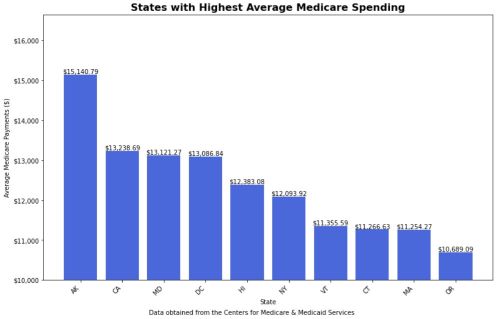 States with Highest Average Medicare Spending
$16,000
$15,000
$14,000
$13,000
$12,000
$11,000
$10,000
Average Medicare Payments ($)
$15,140.79
$13,238.69
$13,121.27
$13,086.84
$12,383.08
$12,093.92
$11,355.59
$11,266.63
$11,254.27
$10,689.09
AK
CA
MD
DC
HI
NY
VT
CT
MA
OR
State
Data obtained from the Centers for Medicare & Medicaid Services